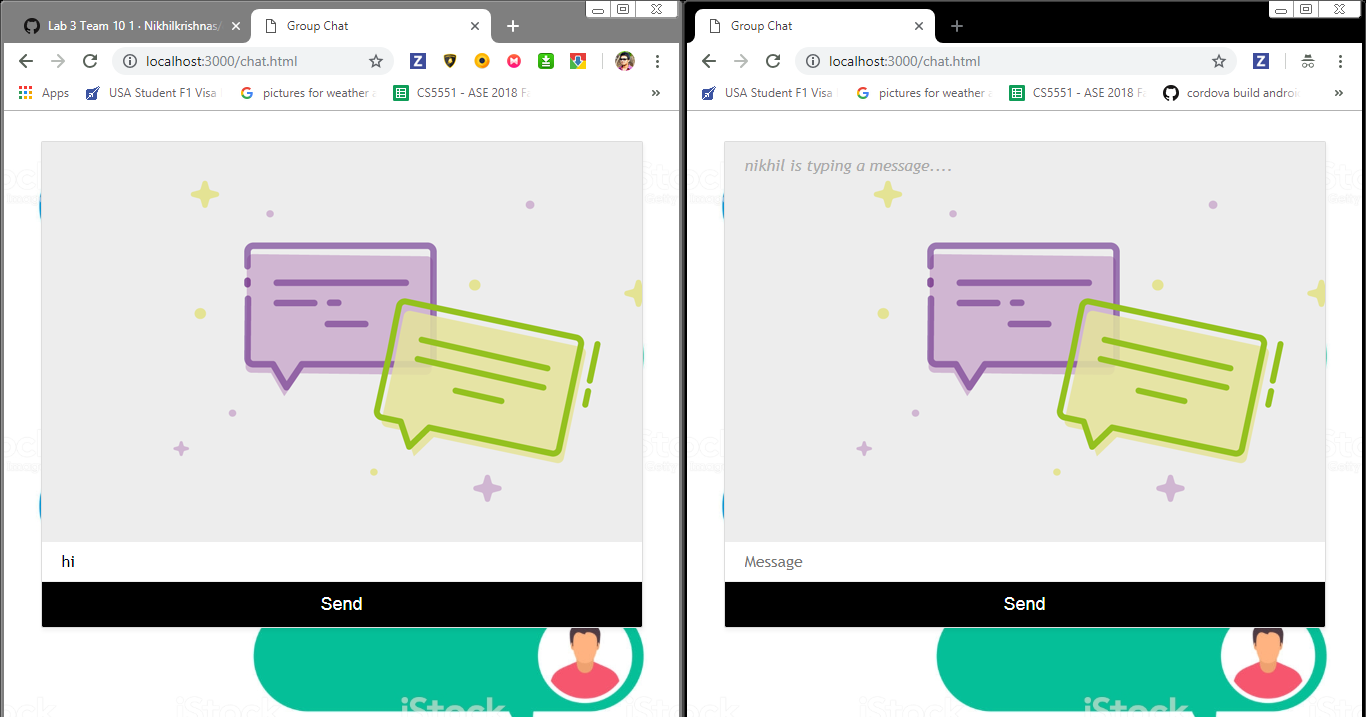 Lab 3 Team 10 1 · Nikhilkrishnas/
Group Chat
localhost:3000/chat.html
Apps
USA Student F1 Visa
pictures for weather a
CS5551 - ASE 2018 Fa
hi
Send
iStock
Group Chat
localhost:3000/chat.html
USA Student F1 Visa
pictures for weather a
CS5551 - ASE 2018 Fa
cordova build androi
nikhil is typing a message....
Message
Send
iStock